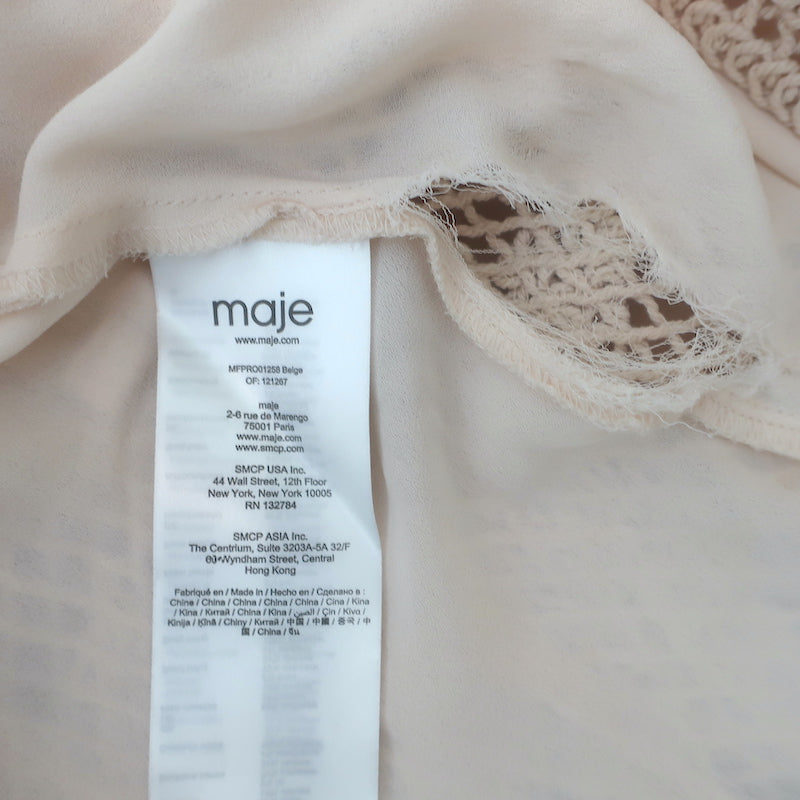 maje
www.maje.com
MFPRO01258 Beige
OF: 121267
maje
2-6 rue de Marengo
75001 Paris
www.maje.com
www.smcp.com
SMCP USA Inc.
44 Wall Street, 12th Floor
New York, New York 10005
RN 132784
SMCP ASIA Inc.
The Centrium, Suite 3203A-5A 32/F
Wyndham Street, Central
Hong Kong
Fabriqué en / Made in / Hecho en / Сделано в :
Chine / China / China / China / China / Cina / Kina
/ Kina / Китай / China / Kina / الصين / Çin / Kīna /
Kinija / Ķīnā / Chiny / Китай / 中国 / 中國 / 중국 / 中
国 / China / จีน